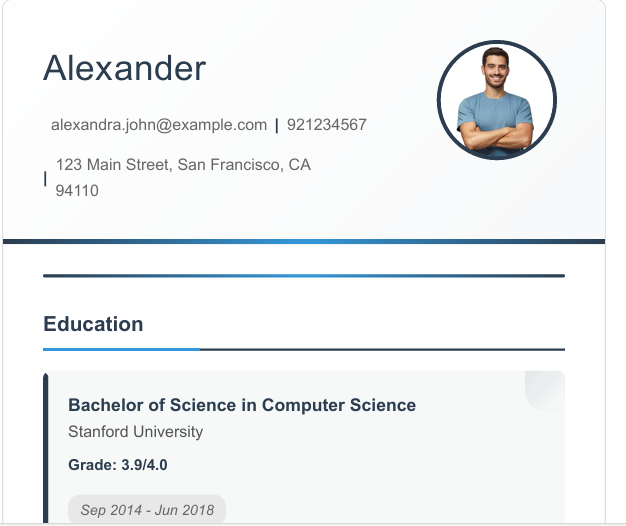 Alexander
alexandra.john@example.com | 921234567
| 123 Main Street, San Francisco, CA
94110
Education
Bachelor of Science in Computer Science
Stanford University
Grade: 3.9/4.0
Sep 2014 - Jun 2018